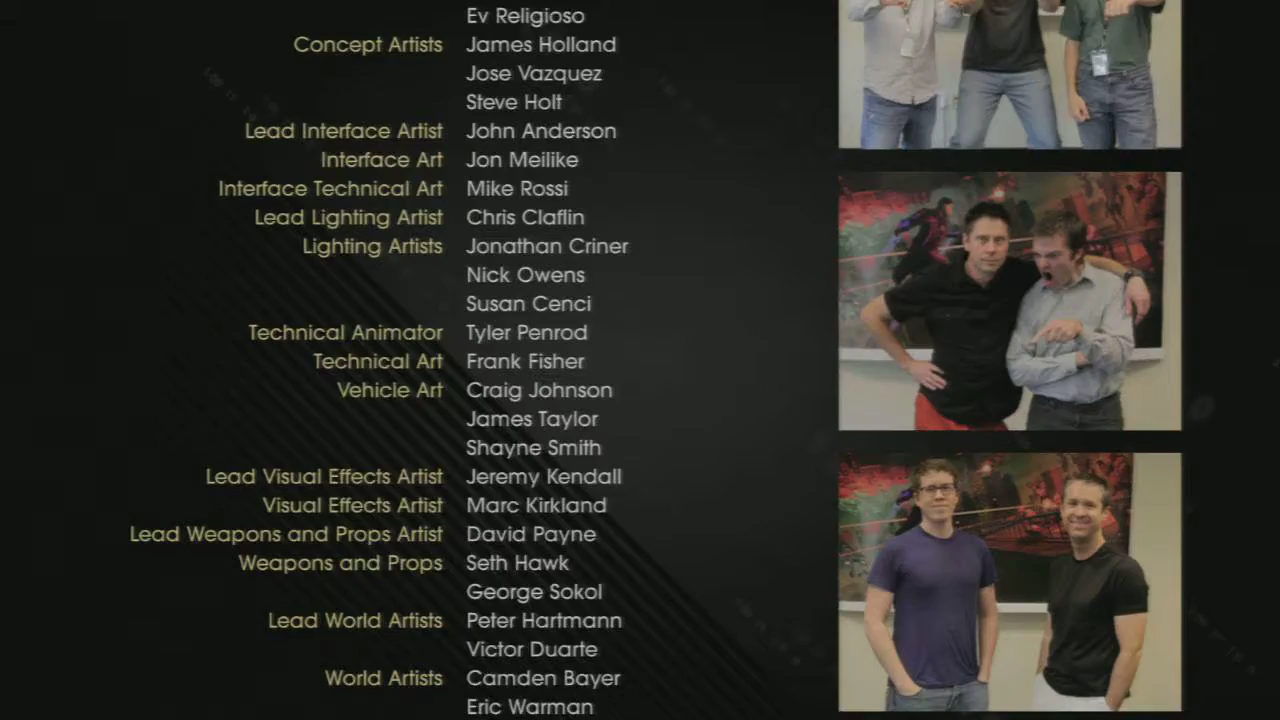 Ev Religioso
Concept Artists James Holland
Jose Vazquez
Steve Holt
Lead Interface Artist John Anderson
Interface Art Jon Meilike
Interface Technical Art Mike Rossi
Lead Lighting Artist Chris Claflin
Lighting Artists Jonathan Criner
Nick Owens
Susan Cenci
Technical Animator Tyler Penrod
Technical Art Frank Fisher
Vehicle Art Craig Johnson
James Taylor
Shayne Smith
Lead Visual Effects Artist Jeremy Kendall
Visual Effects Artist Marc Kirkland
Lead Weapons and Props Artist David Payne
Weapons and Props Seth Hawk
George Sokol
Lead World Artists Peter Hartmann
Victor Duarte
World Artists Camden Bayer
Eric Warman